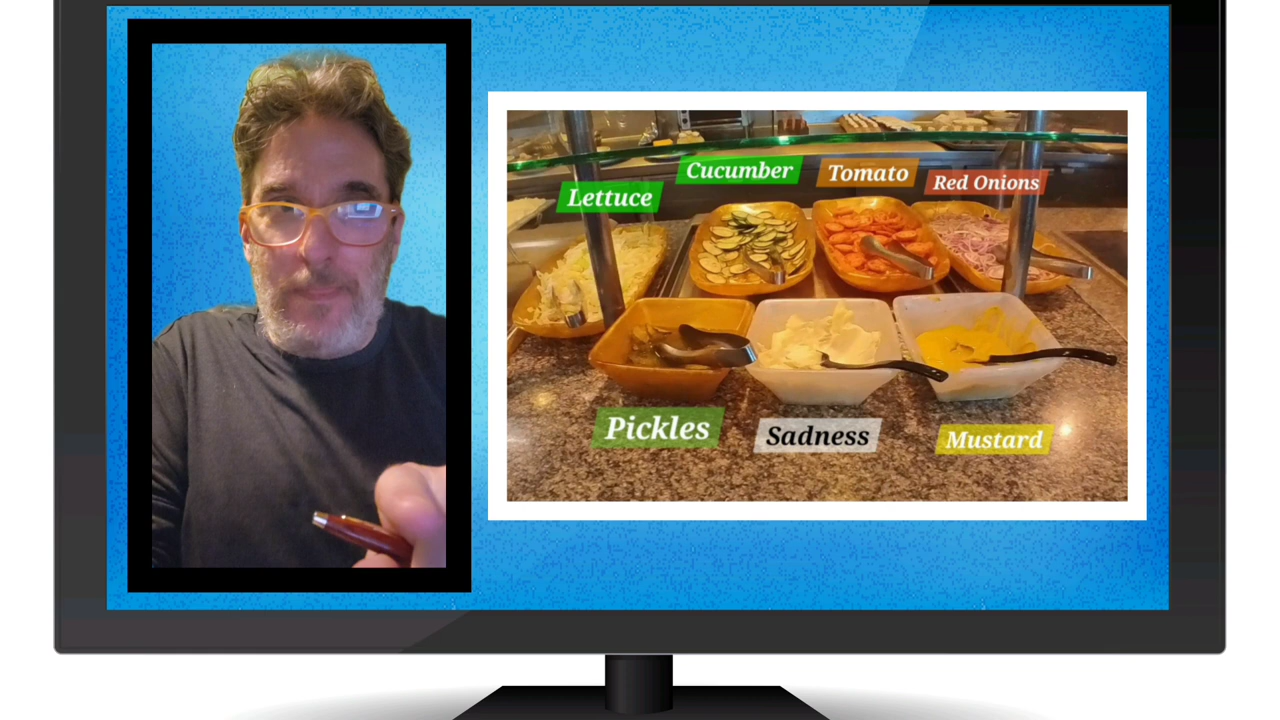 Lettuce
Cucumber
Tomato
Red Onions
Pickles
Sadness
Mustard